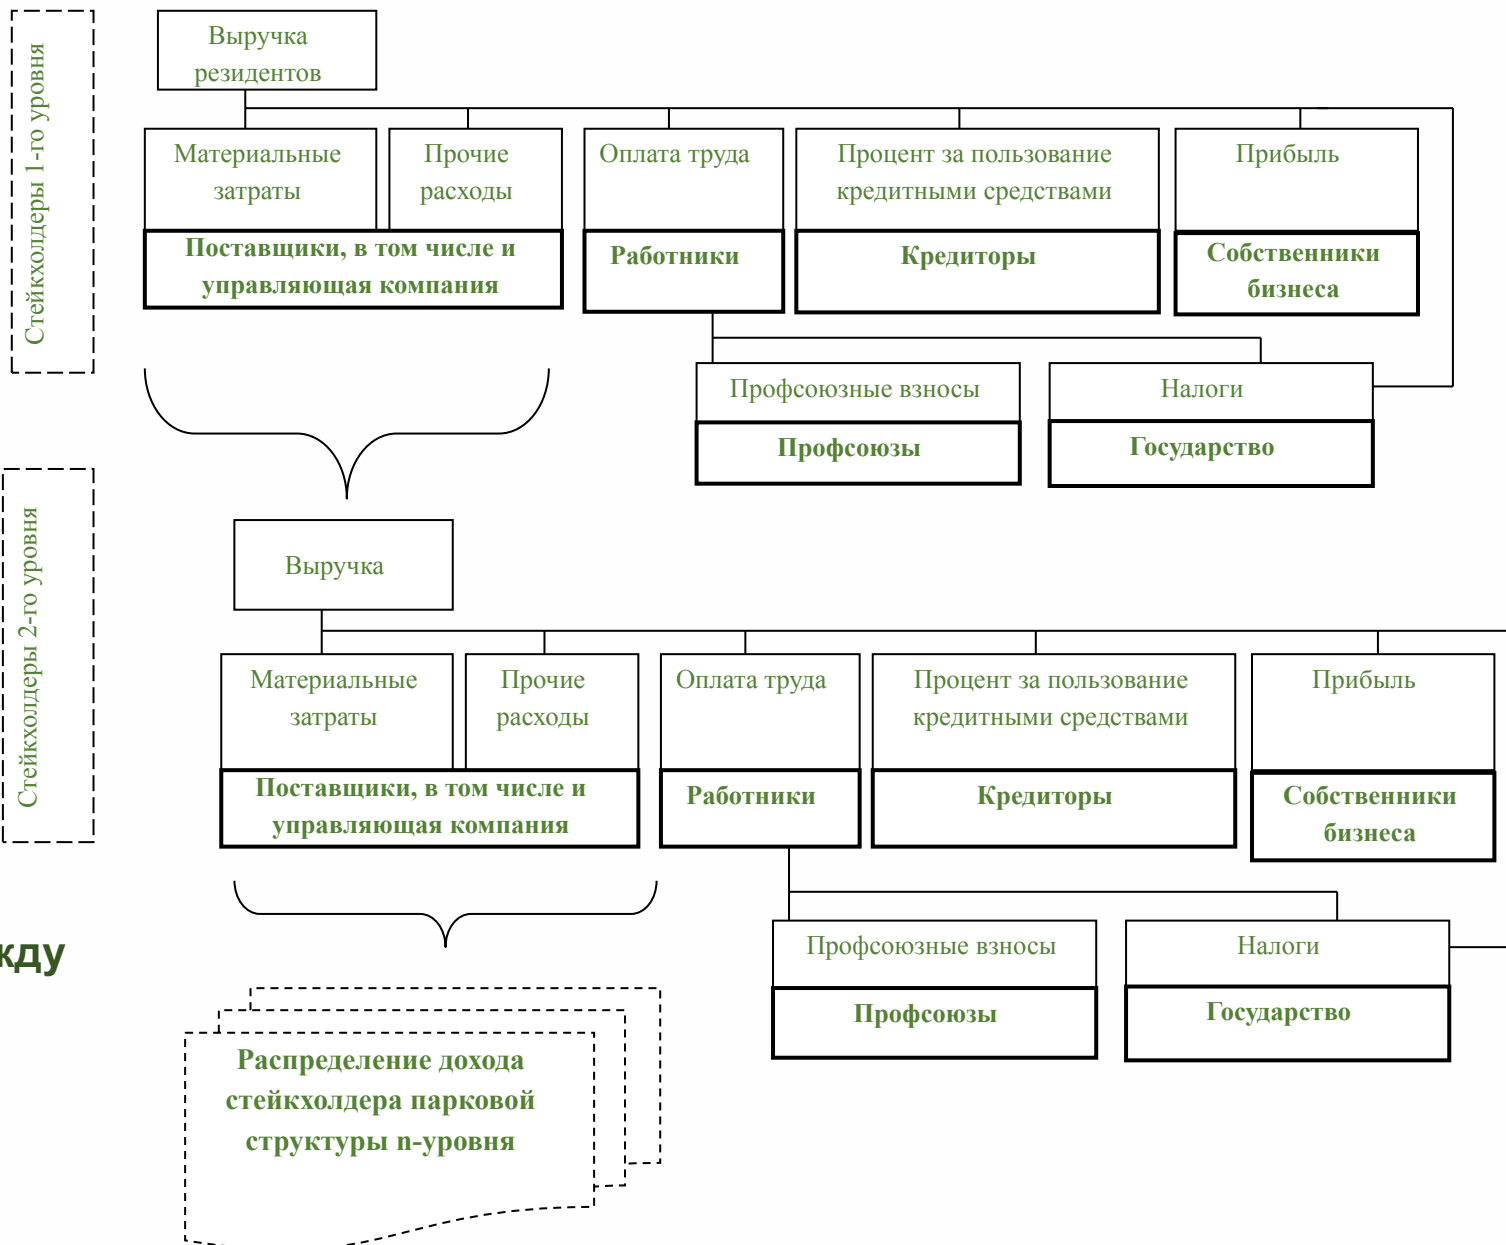 Стейкхолдеры 1-го уровня
Выручка
резидентов
Материальные
затраты
Прочие
расходы
Оплата труда
Процент за пользование
кредитными средствами
Прибыль
Поставщики, в том числе и
управляющая компания
Работники
Кредиторы
Собственники
бизнеса
Профсоюзные взносы
Налоги
Профсоюзы
Государство
Стейкхолдеры 2-го уровня
Выручка
Материальные
затраты
Прочие
расходы
Оплата труда
Процент за пользование
кредитными средствами
Прибыль
Поставщики, в том числе и
управляющая компания
Работники
Кредиторы
Собственники
бизнеса
Профсоюзные взносы
Налоги
Профсоюзы
Государство
Распределение дохода
стейкхолдера парковой
структуры n-уровня